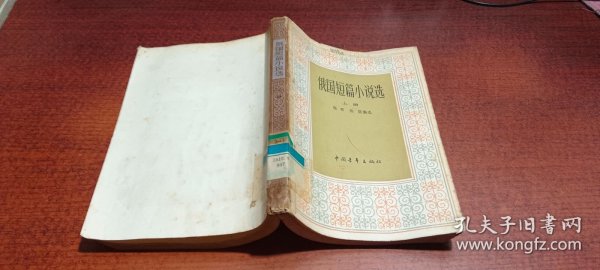 俄国短篇小说选
上册
中国青年出版社
俄国短篇小说选
孔夫子旧书网
www.kongfz.com